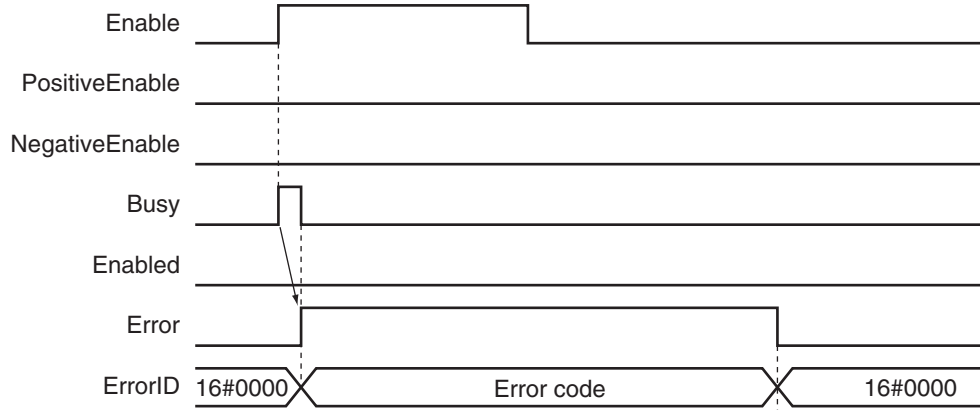 Enable
PositiveEnable
NegativeEnable
Busy
Enabled
Error
ErrorID 16#0000 Error code 16#0000